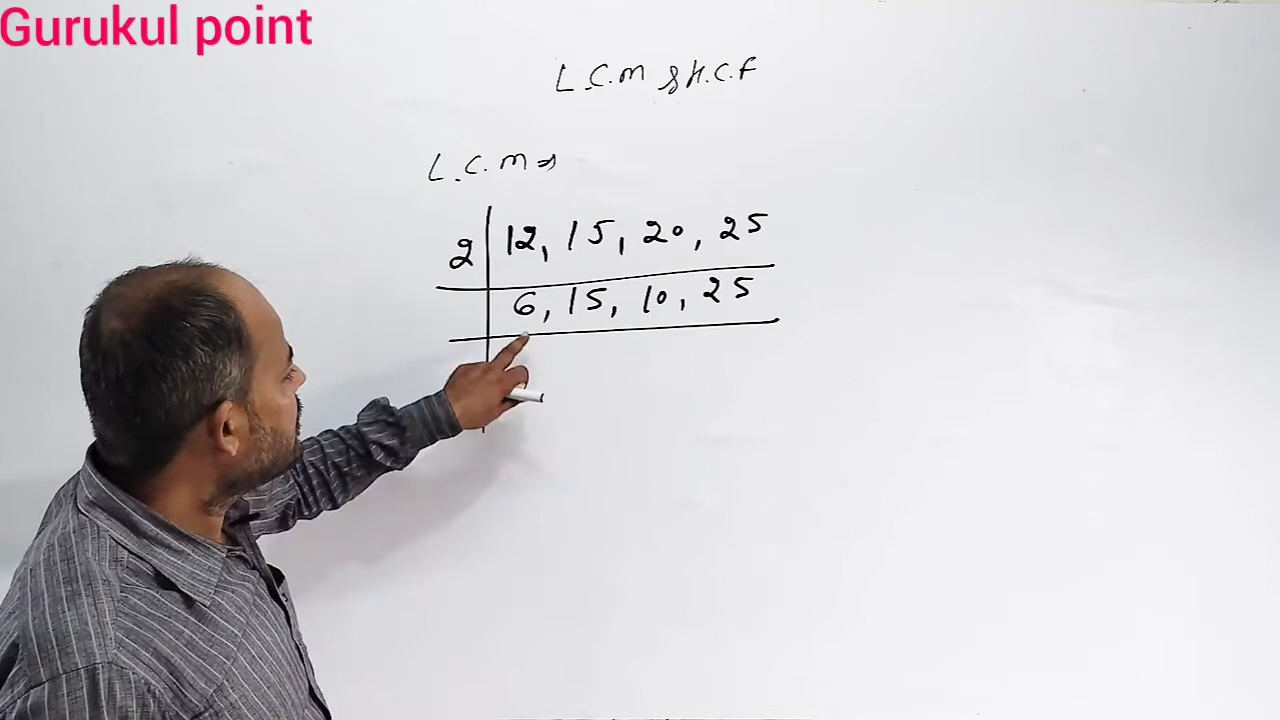 Gurukul point
L.C.M & H.C.F
L.C.M ⇒
2 | 12, 15, 20, 25
6, 15, 10, 25